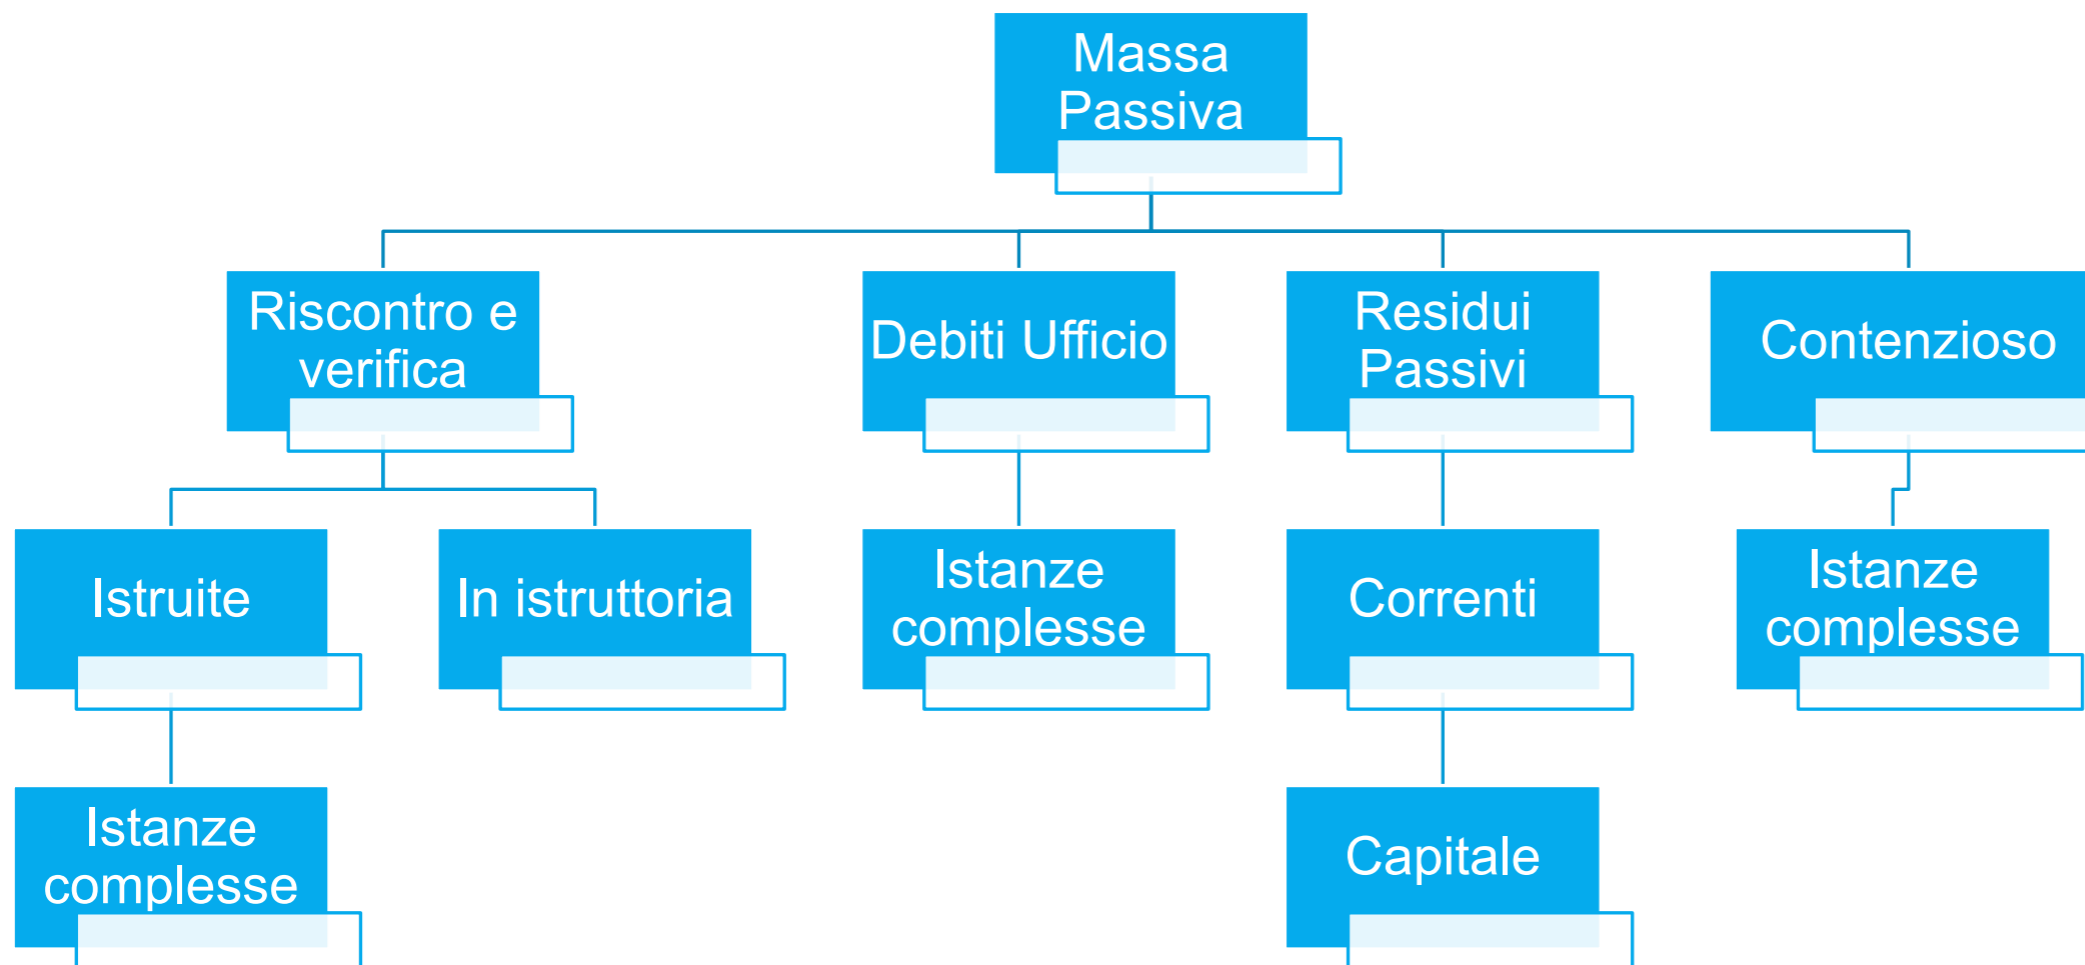 Massa
Passiva
Riscontro e
verifica
Debiti Ufficio
Residui
Passivi
Contenzioso
Istruite
In istruttoria
Istanze
complesse
Correnti
Istanze
complesse
Istanze
complesse
Capitale